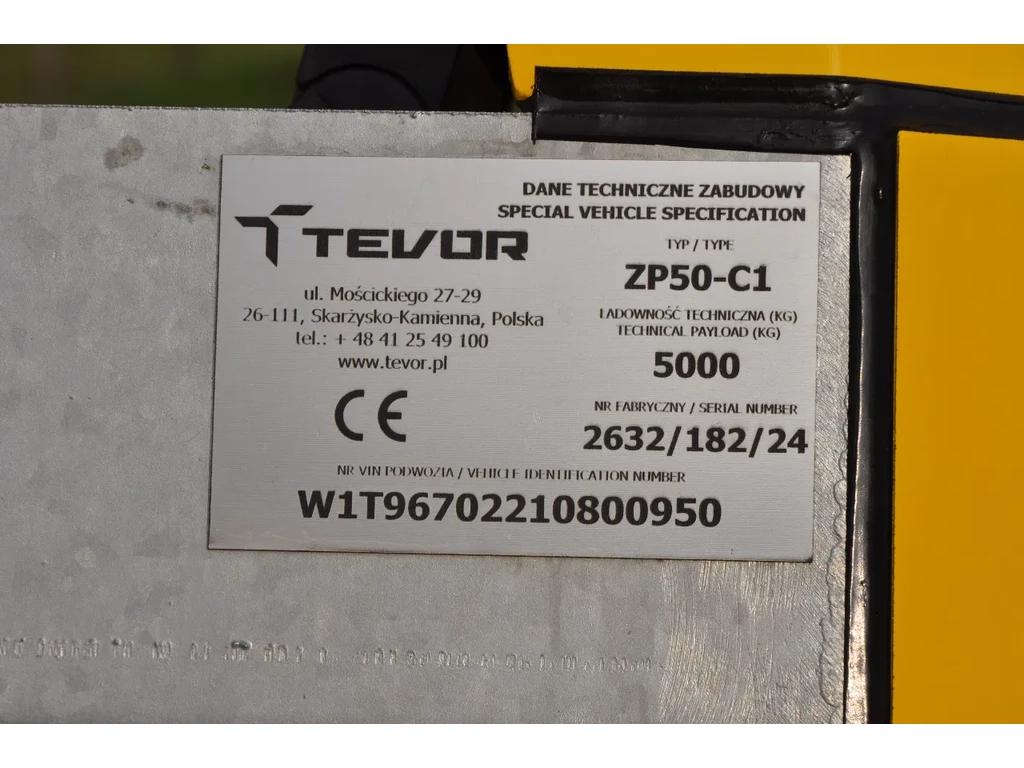 TEVOR
ul. Mościckiego 27-29
26-111, Skarżysko-Kamienna, Polska
tel.: + 48 41 25 49 100
www.tevor.pl
CE
DANE TECHNICZNE ZABUDOWY
SPECIAL VEHICLE SPECIFICATION
TYP / TYPE
ZP50-C1
ŁADOWNOŚĆ TECHNICZNA (KG)
TECHNICAL PAYLOAD (KG)
5000
NR FABRYCZNY / SERIAL NUMBER
2632/182/24
NR VIN PODWOZIA / VEHICLE IDENTIFICATION NUMBER
W1T96702210800950